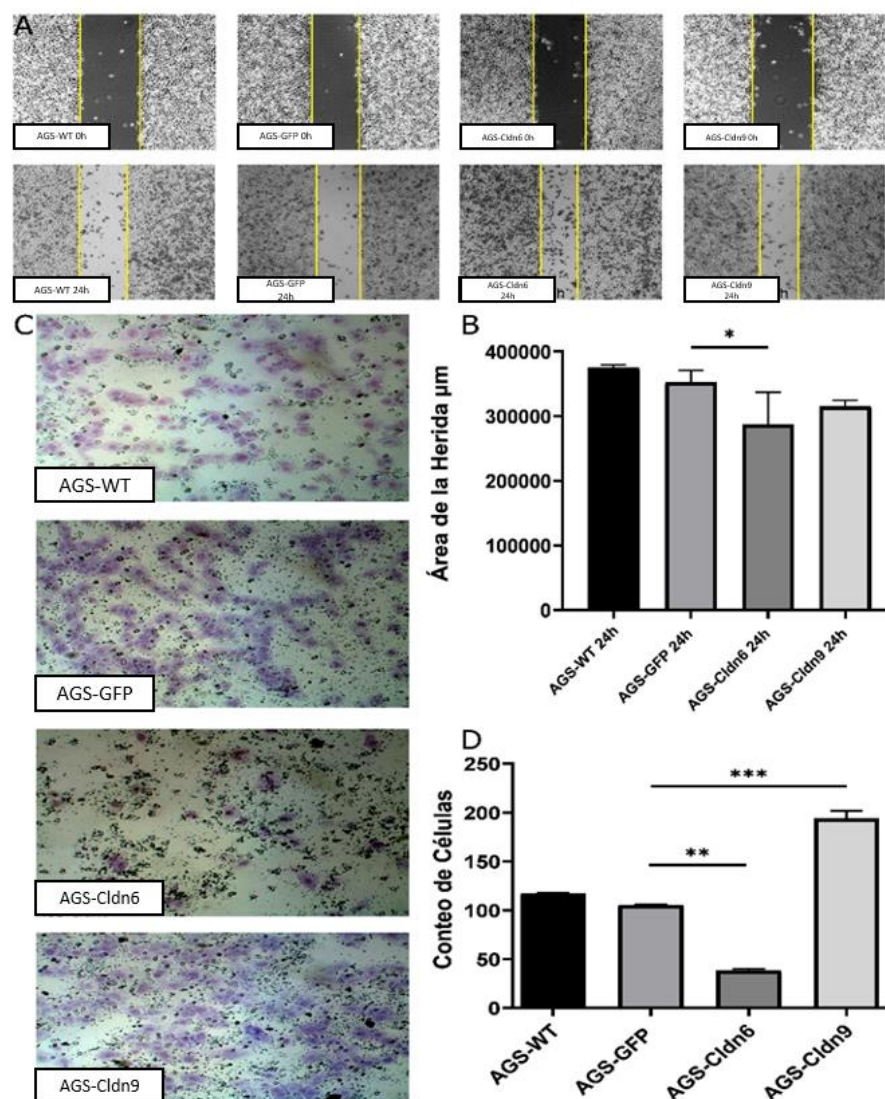 A
AGS-WT 0h
AGS-GFP 0h
AGS-Cldn6 0h
AGS-Cldn9 0h
AGS-WT 24h
AGS-GFP
24h
AGS-Cldn6
24h
h
AGS-Cldn9
24h
h
C
AGS-WT
AGS-GFP
AGS-Cldn6
AGS-Cldn9
B
*
400000
300000
200000
100000
0
Área de la Herida µm
AGS-WT 24h
AGS-GFP 24h
AGS-Cldn6 24h
AGS-Cldn9 24h
D
***
**
250
200
150
100
50
0
Conteo de Células
AGS-WT
AGS-GFP
AGS-Cldn6
AGS-Cldn9